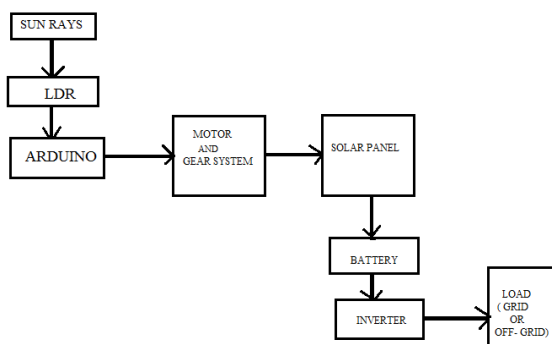 SUN RAYS
LDR
ARDUINO
MOTOR
AND
GEAR SYSTEM
SOLAR PANEL
BATTERY
INVERTER
LOAD
( GRID
OR
OFF- GRID)